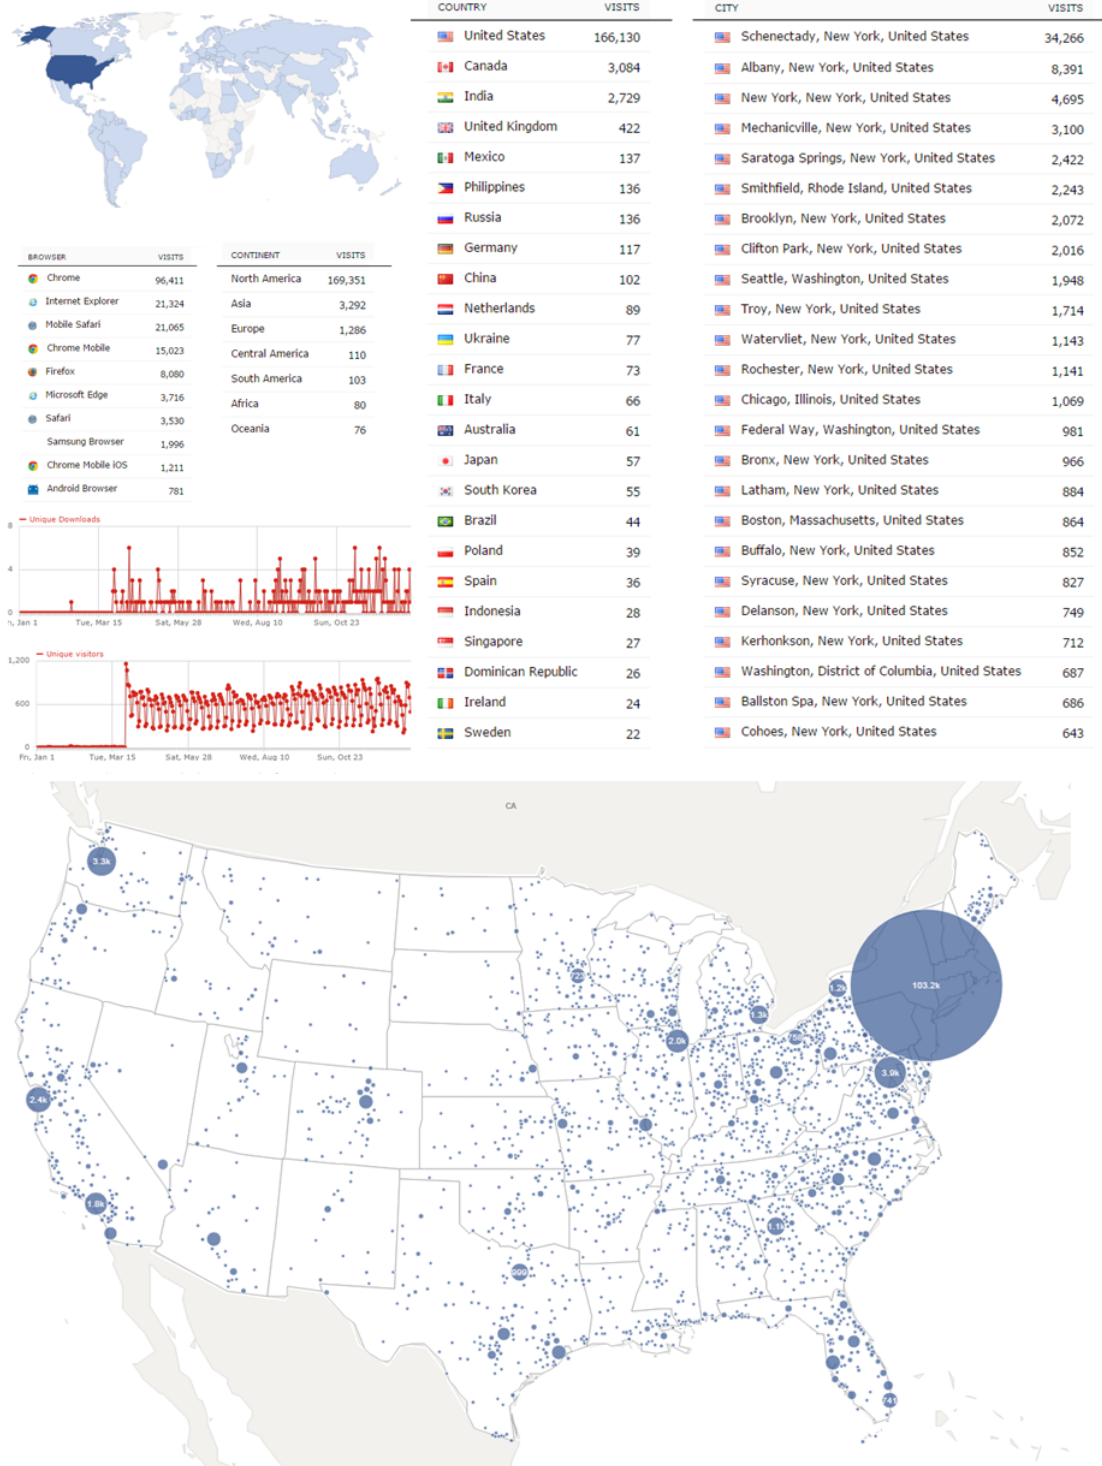 BROWSER VISITS
Chrome 96,411
Internet Explorer 21,324
Mobile Safari 21,065
Chrome Mobile 15,023
Firefox 8,080
Microsoft Edge 3,716
Safari 3,530
Samsung Browser 1,996
Chrome Mobile iOS 1,211
Android Browser 781
CONTINENT VISITS
North America 169,351
Asia 3,292
Europe 1,286
Central America 110
South America 103
Africa 80
Oceania 76
Unique Downloads
8
4
0
Jan 1 Tue, Mar 15 Sat, May 28 Wed, Aug 10 Sun, Oct 23
Unique visitors
1,200
600
0
Fri, Jan 1 Tue, Mar 15 Sat, May 28 Wed, Aug 10 Sun, Oct 23
COUNTRY VISITS
United States 166,130
Canada 3,084
India 2,729
United Kingdom 422
Mexico 137
Philippines 136
Russia 136
Germany 117
China 102
Netherlands 89
Ukraine 77
France 73
Italy 66
Australia 61
Japan 57
South Korea 55
Brazil 44
Poland 39
Spain 36
Indonesia 28
Singapore 27
Dominican Republic 26
Ireland 24
Sweden 22
CITY VISITS
Schenectady, New York, United States 34,266
Albany, New York, United States 8,391
New York, New York, United States 4,695
Mechanicville, New York, United States 3,100
Saratoga Springs, New York, United States 2,422
Smithfield, Rhode Island, United States 2,243
Brooklyn, New York, United States 2,072
Clifton Park, New York, United States 2,016
Seattle, Washington, United States 1,948
Troy, New York, United States 1,714
Watervliet, New York, United States 1,143
Rochester, New York, United States 1,141
Chicago, Illinois, United States 1,069
Federal Way, Washington, United States 981
Bronx, New York, United States 966
Latham, New York, United States 884
Boston, Massachusetts, United States 864
Buffalo, New York, United States 852
Syracuse, New York, United States 827
Delanson, New York, United States 749
Kerhonkson, New York, United States 712
Washington, District of Columbia, United States 687
Ballston Spa, New York, United States 686
Cohoes, New York, United States 643
CA
3.3k
103.2k
1.2k
1.3k
2.0k
3.9k
2.4k
1.8k
1.1k
999
741